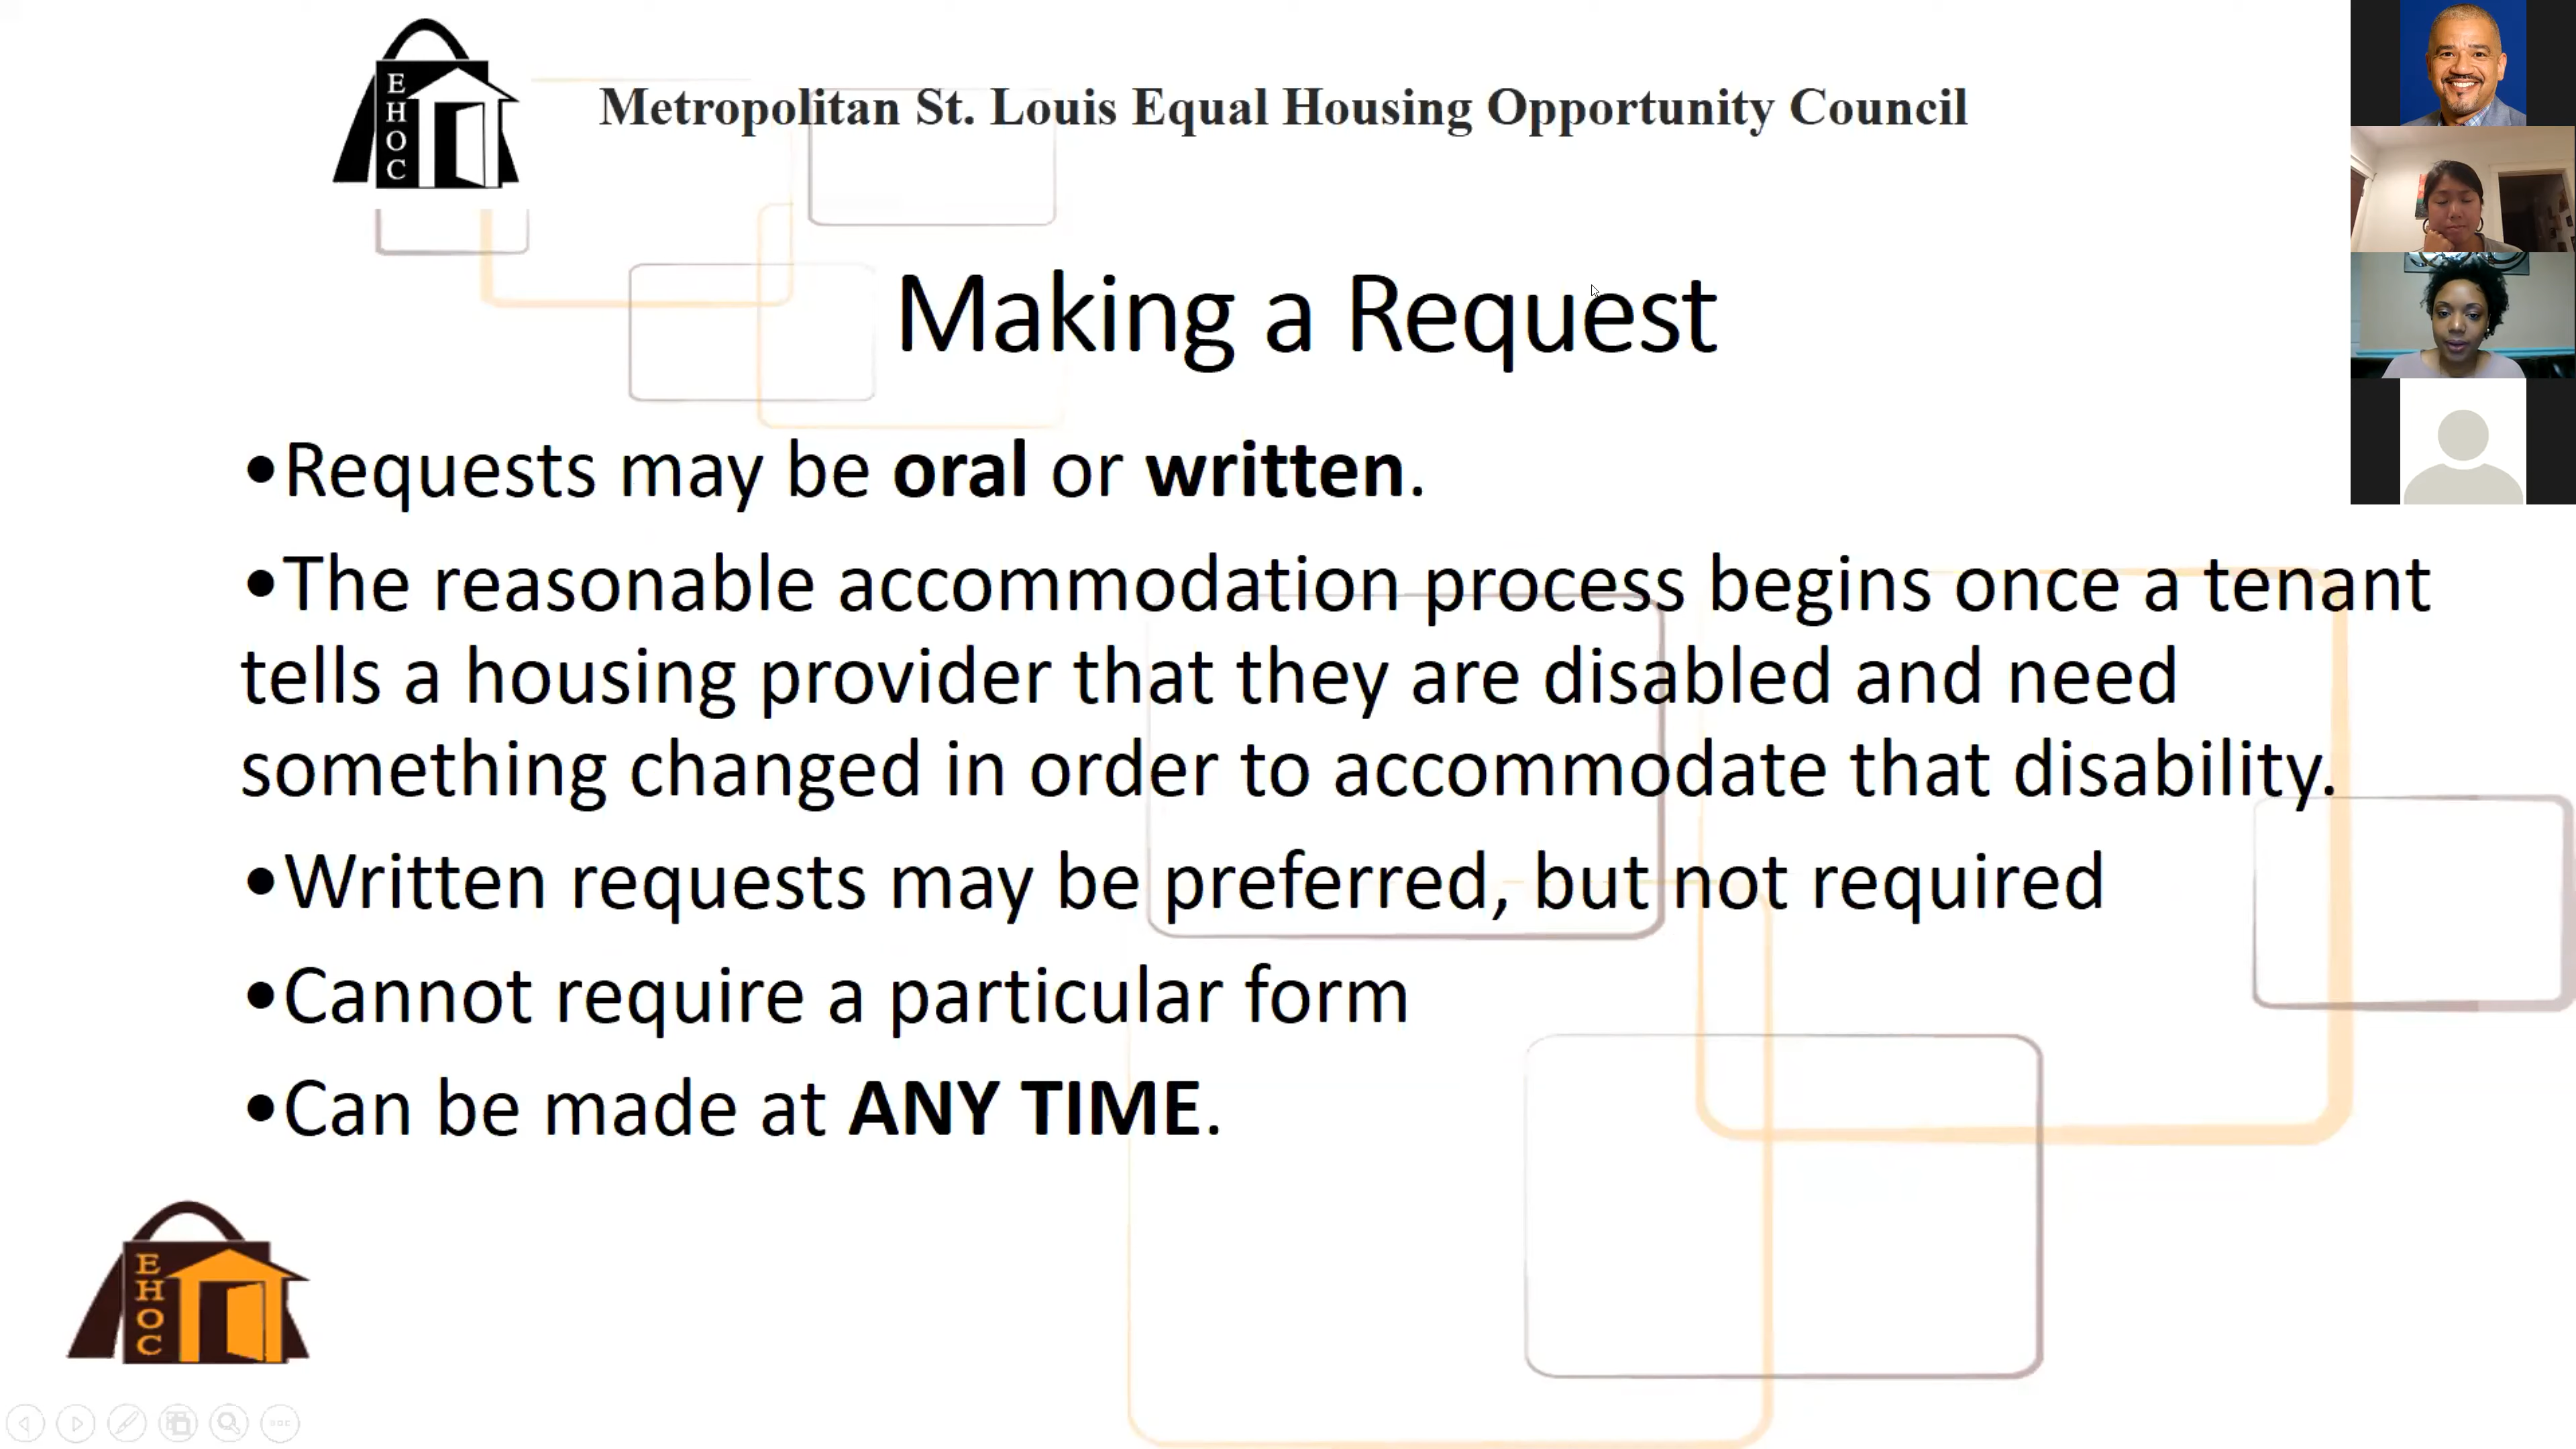 EHOC
Metropolitan St. Louis Equal Housing Opportunity Council
Making a Request
•Requests may be oral or written.
•The reasonable accommodation process begins once a tenant
tells a housing provider that they are disabled and need
something changed in order to accommodate that disability.
•Written requests may be preferred, but not required
•Cannot require a particular form
•Can be made at ANY TIME.
EHOC